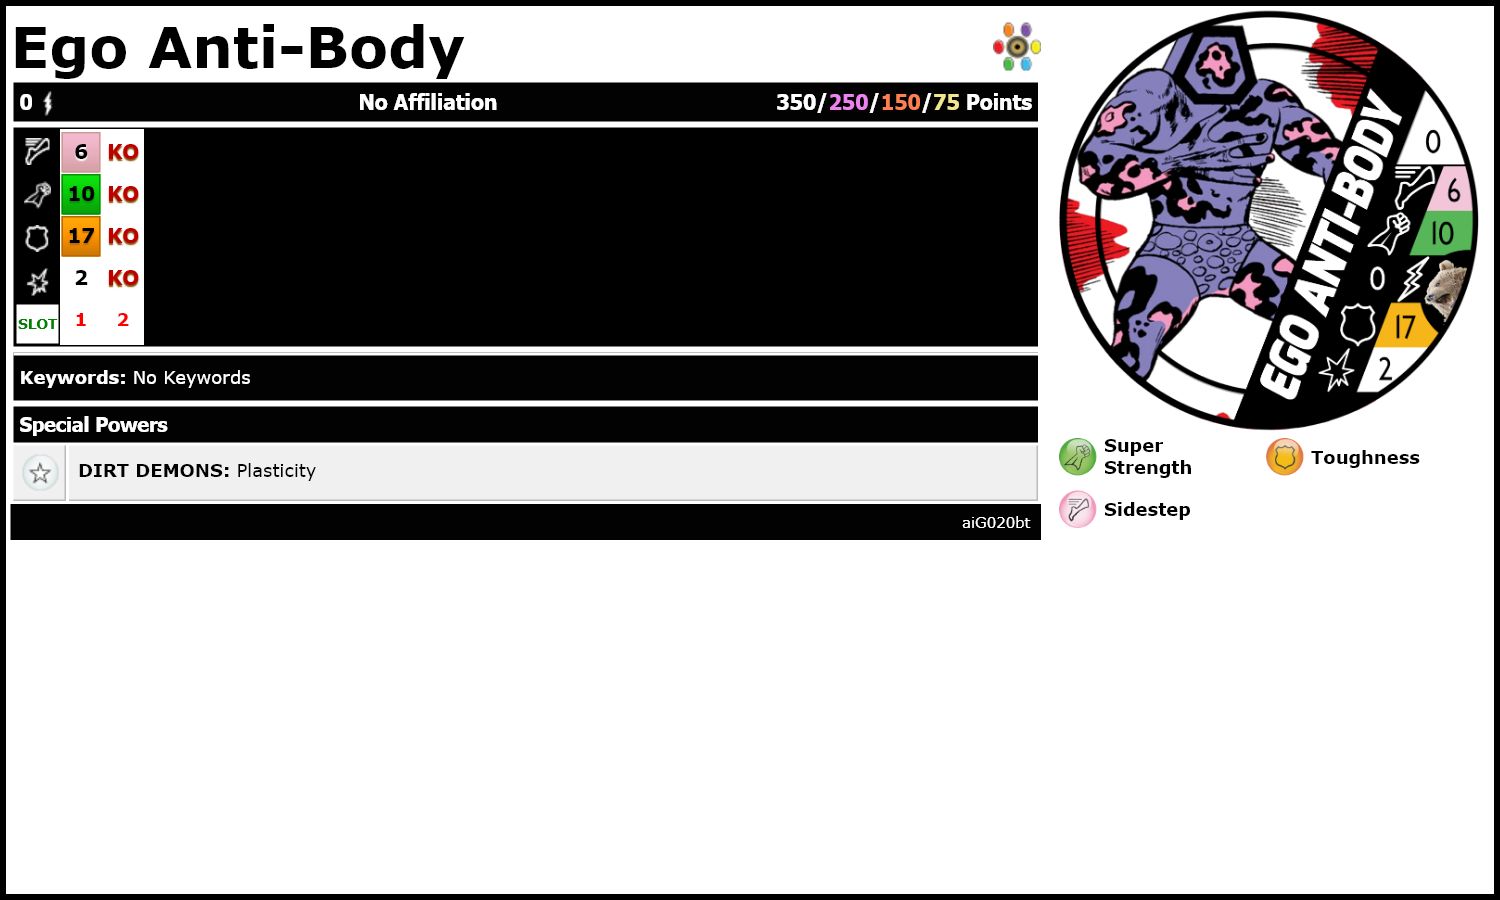 Ego Anti-Body
0 No Affiliation 350/250/150/75 Points
6 KO
10 KO
17 KO
2 KO
SLOT 1 2
Keywords: No Keywords
Special Powers
DIRT DEMONS: Plasticity
aiG020bt
EGO ANTI-BODY
0
6
10
0
17
2
Super
Strength
Toughness
Sidestep